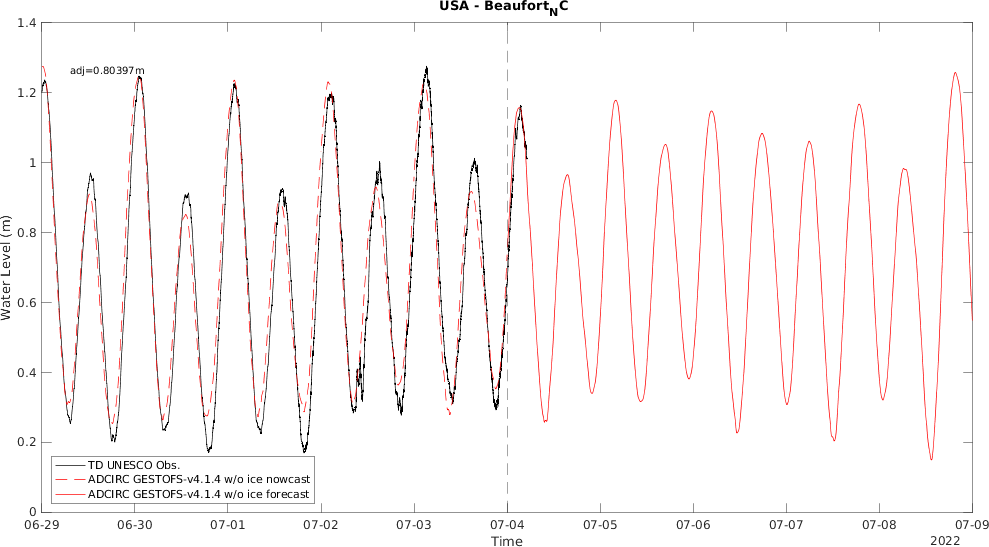 USA - Beaufort_NC
adj=0.80397m
1.4
1.2
1
0.8
0.6
0.4
0.2
0
Water Level (m)
TD UNESCO Obs.
ADCIRC GESTOFS-v4.1.4 w/o ice nowcast
ADCIRC GESTOFS-v4.1.4 w/o ice forecast
06-29 06-30 07-01 07-02 07-03 07-04 07-05 07-06 07-07 07-08 07-09
Time
2022